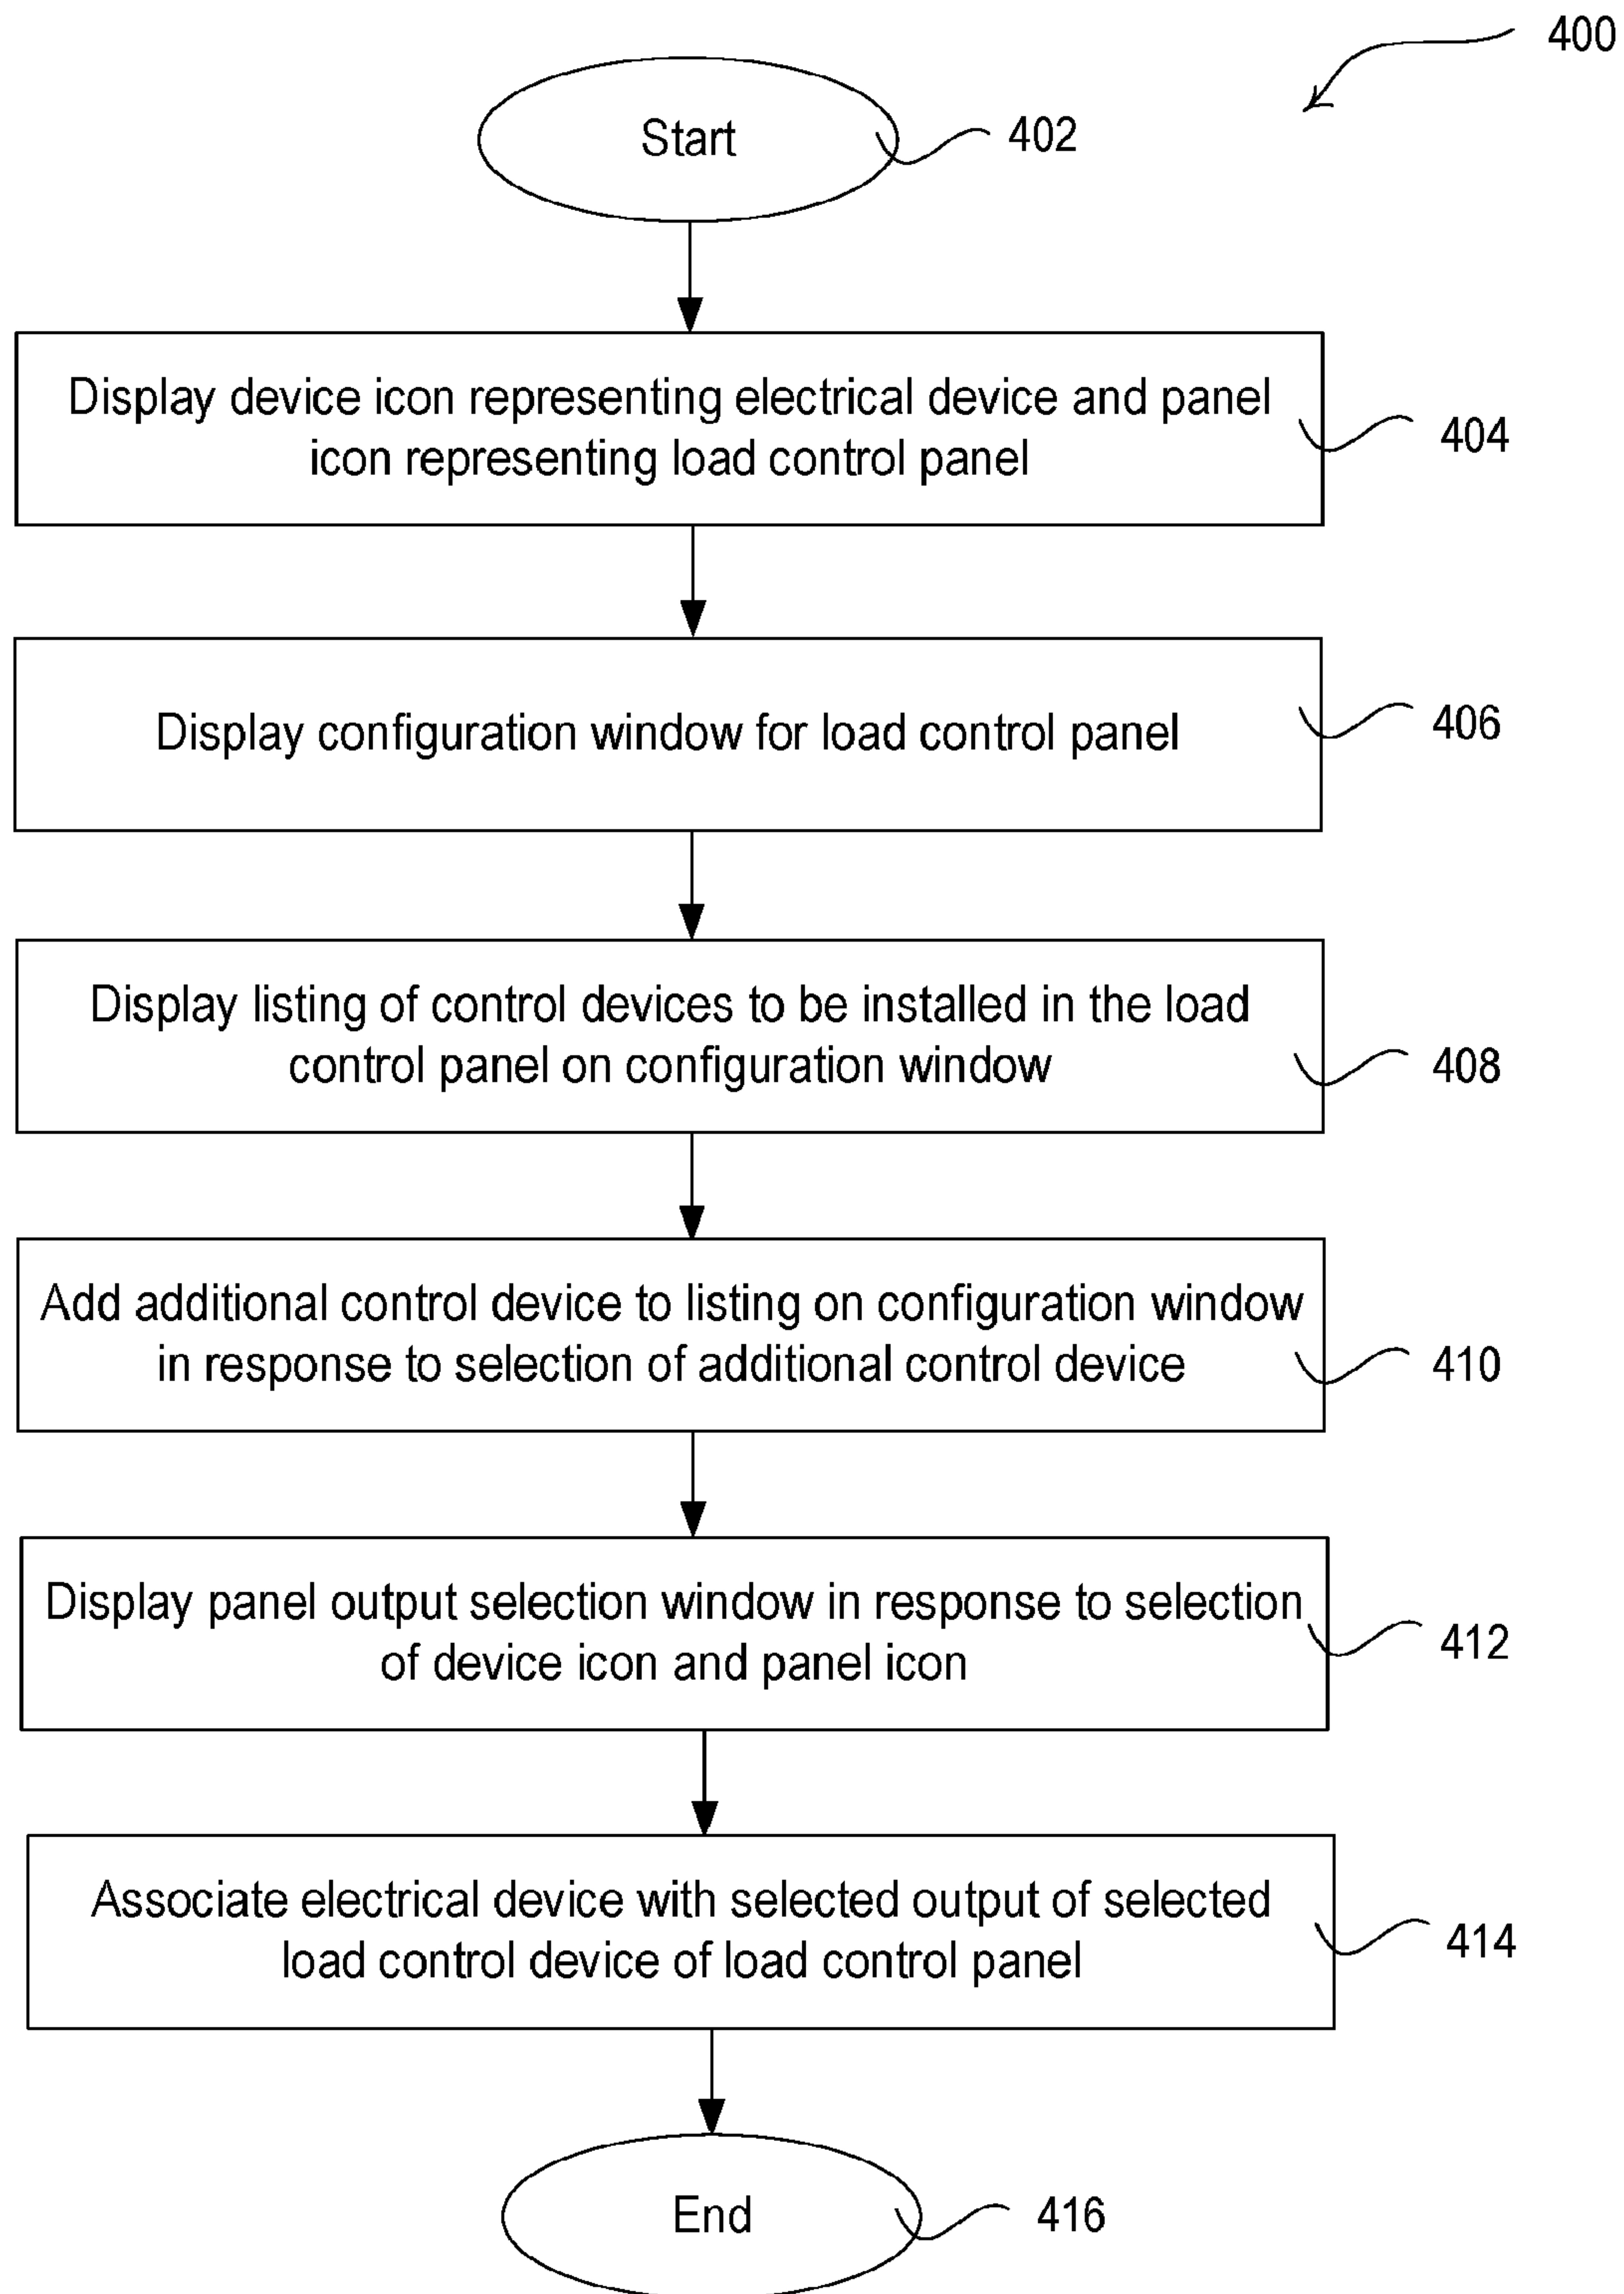 400
Start
402
Display device icon representing electrical device and panel
icon representing load control panel
404
Display configuration window for load control panel
406
Display listing of control devices to be installed in the load
control panel on configuration window
408
Add additional control device to listing on configuration window
in response to selection of additional control device
410
Display panel output selection window in response to selection
of device icon and panel icon
412
Associate electrical device with selected output of selected
load control device of load control panel
414
End
416